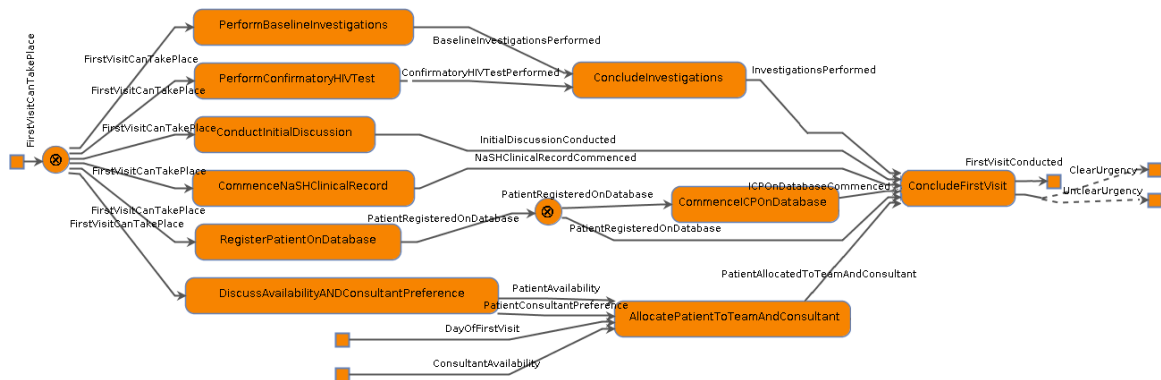 FirstVisitCanTakePlace
PerformBaselineInvestigations
BaselineInvestigationsPerformed
FirstVisitCanTakePlace
PerformConfirmatoryHIVTest
ConfirmatoryHIVTestPerformed
ConcludeInvestigations
InvestigationsPerformed
FirstVisitCanTakePlace
FirstVisitCanTakePlace
ConductInitialDiscussion
InitialDiscussionConducted
NaSHClinicalRecordCommenced
FirstVisitConducted
ClearUrgency
FirstVisitCanTakePlace
CommenceNaSHClinicalRecord
ConcludeFirstVisit
UnclearUrgency
ICPOnDatabaseCommenced
PatientRegisteredOnDatabase
CommenceICPOnDatabase
FirstVisitCanTakePlace
PatientRegisteredOnDatabase
FirstVisitCanTakePlace
PatientRegisteredOnDatabase
RegisterPatientOnDatabase
PatientAllocatedToTeamAndConsultant
DiscussAvailabilityANDConsultantPreference
PatientAvailability
PatientConsultantPreference
AllocatePatientToTeamAndConsultant
DayOfFirstVisit
ConsultantAvailability